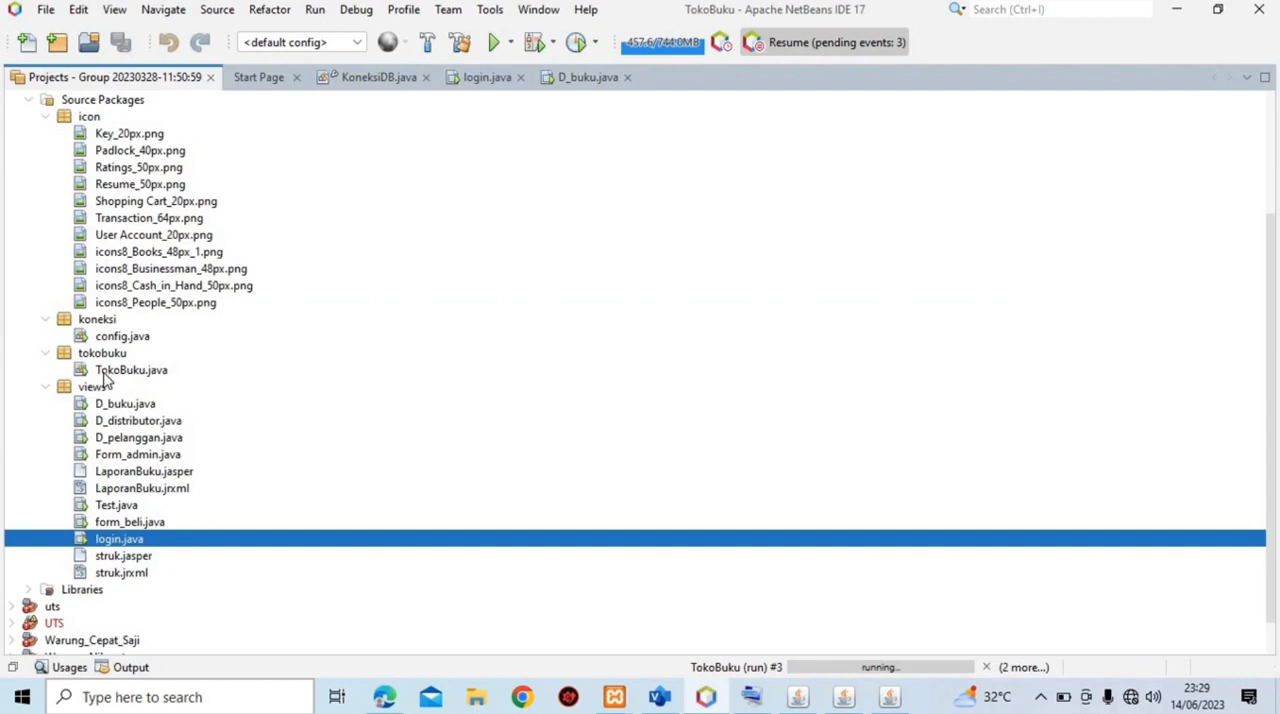 File Edit View Navigate Source Refactor Run Debug Profile Team Tools Window Help TokoBuku - Apache NetBeans IDE 17 Search (Ctrl+I)
<default config> 457.6/744.0MB Resume (pending events: 3)
Projects - Group 20230328-11:50:59 Start Page KoneksiDB.java login.java D_buku.java
Source Packages
icon
Key_20px.png
Padlock_40px.png
Ratings_50px.png
Resume_50px.png
Shopping Cart_20px.png
Transaction_64px.png
User Account_20px.png
icons8_Books_48px_1.png
icons8_Businessman_48px.png
icons8_Cash_in_Hand_50px.png
icons8_People_50px.png
koneksi
config.java
tokobuku
TokoBuku.java
views
D_buku.java
D_distributor.java
D_pelanggan.java
Form_admin.java
LaporanBuku.jasper
LaporanBuku.jrxml
Test.java
form_beli.java
login.java
struk.jasper
struk.jrxml
Libraries
uts
UTS
Warung_Cepat_Saji
Usages Output TokoBuku (run) #3 running... (2 more...)
Type here to search 32°C 23:29
14/06/2023